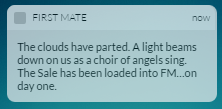 FIRST MATE now
The clouds have parted. A light beams
down on us as a choir of angels sing.
The Sale has been loaded into FM...on
day one.